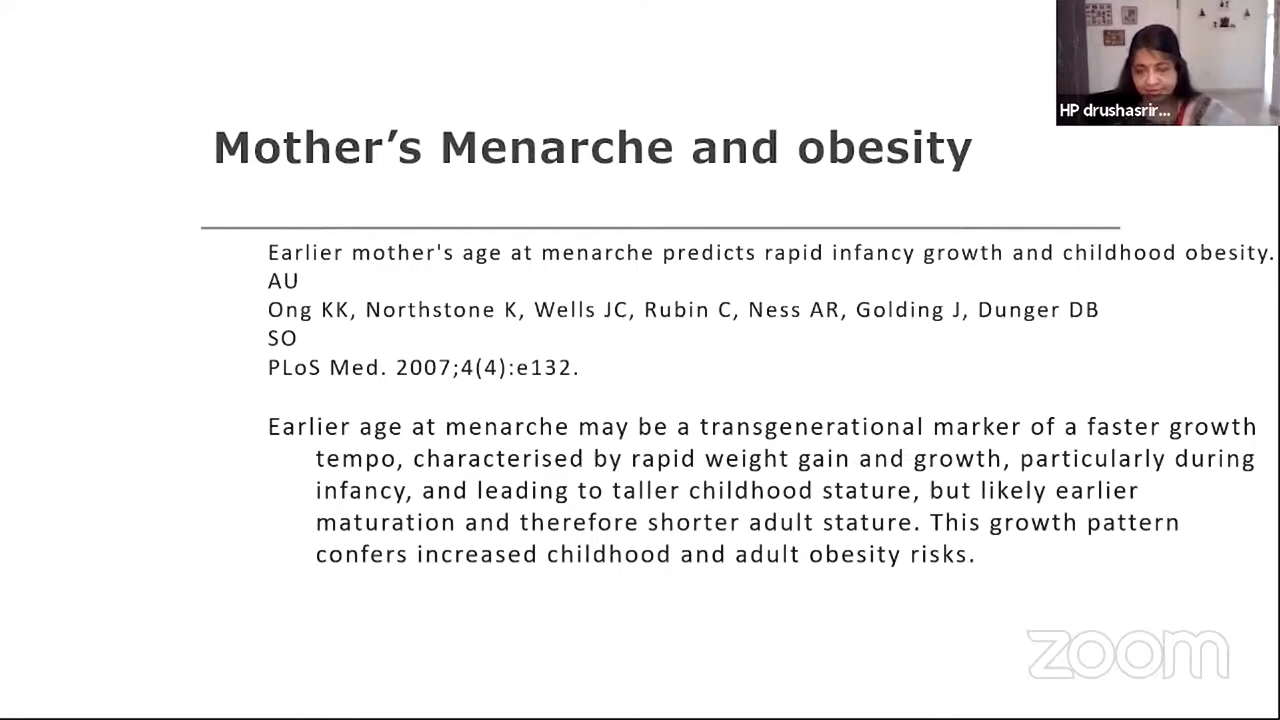 HP drushasrir...
Mother’s Menarche and obesity
Earlier mother's age at menarche predicts rapid infancy growth and childhood obesity.
AU
Ong KK, Northstone K, Wells JC, Rubin C, Ness AR, Golding J, Dunger DB
SO
PLoS Med. 2007;4(4):e132.
Earlier age at menarche may be a transgenerational marker of a faster growth
tempo, characterised by rapid weight gain and growth, particularly during
infancy, and leading to taller childhood stature, but likely earlier
maturation and therefore shorter adult stature. This growth pattern
confers increased childhood and adult obesity risks.
zoom